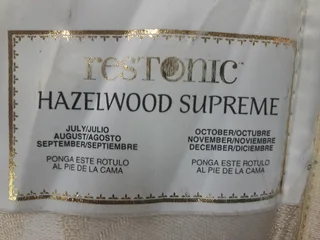 resTonic
HAZELWOOD SUPREME
JULY/JULIO
AUGUST/AGOSTO
SEPTEMBER/SEPTIEMBRE
PONGA ESTE ROTULO
AL PIE DE LA CAMA
OCTOBER/OCTUBRE
NOVEMBER/NOVIEMBRE
DECEMBER/DICIEMBRE
PONGA ESTE ROTULO
AL PIE DE LA CAMA